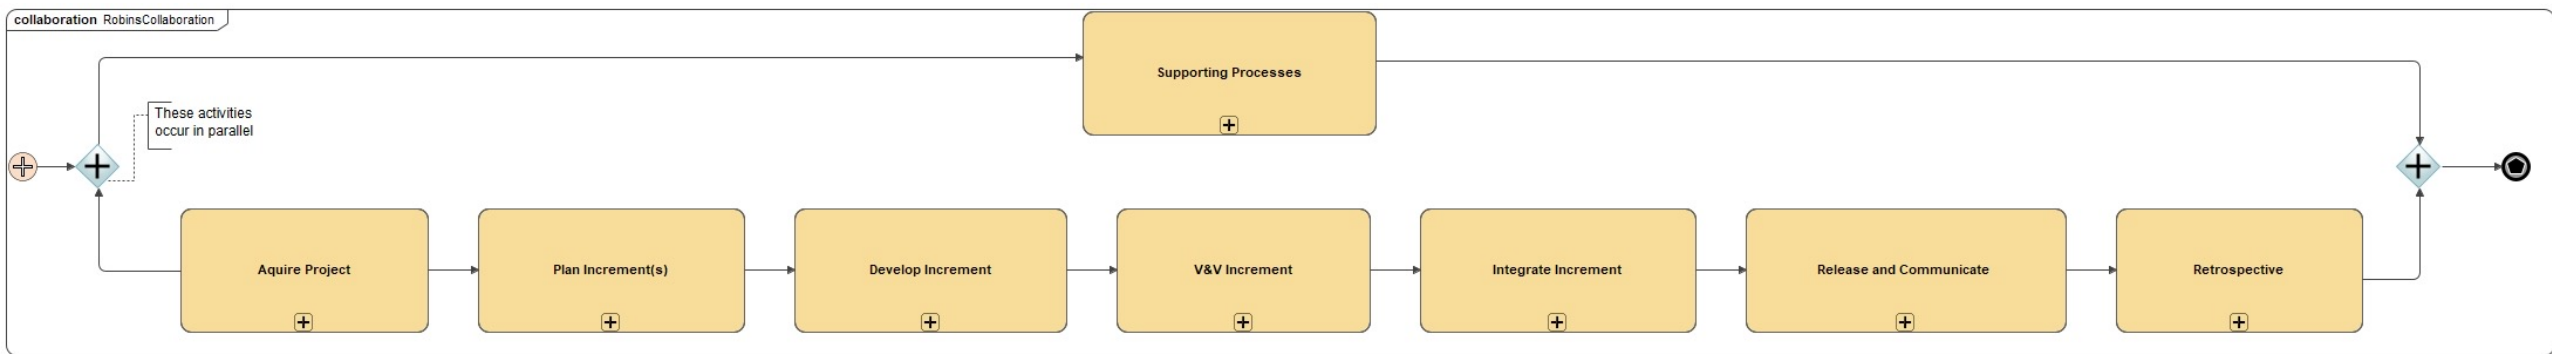 collaboration RobinsCollaboration
Supporting Processes
These activities
occur in parallel
Aquire Project
Plan Increment(s)
Develop Increment
V&V Increment
Integrate Increment
Release and Communicate
Retrospective